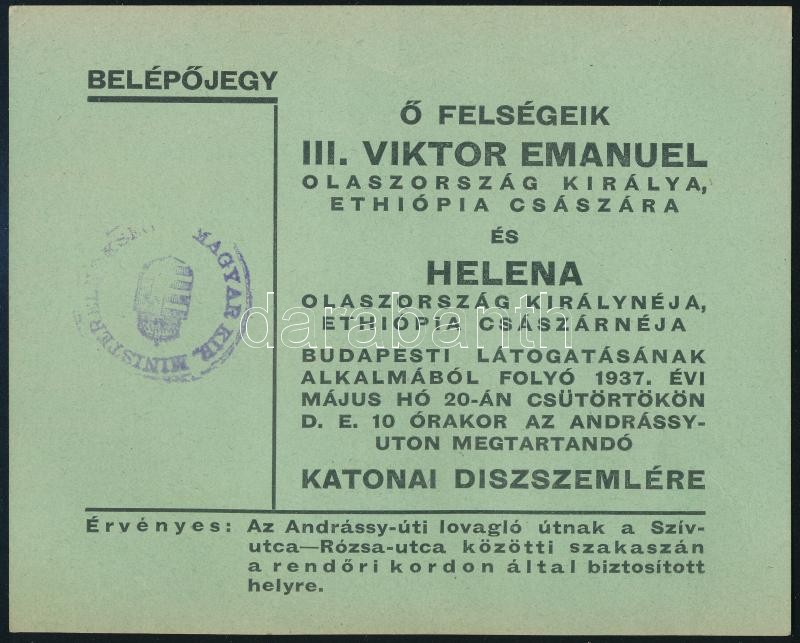 BELÉPŐJEGY
Ő FELSÉGEIK
III. VIKTOR EMANUEL
OLASZORSZÁG KIRÁLYA,
ETHIÓPIA CSÁSZÁRA
ÉS
HELENA
OLASZORSZÁG KIRÁLYNÉJA,
ETHIÓPIA CSÁSZÁRNÉJA
BUDAPESTI LÁTOGATÁSÁNAK
ALKALMÁBÓL FOLYÓ 1937. ÉVI
MÁJUS HÓ 20-ÁN CSÜTÖRTÖKÖN
D. E. 10 ÓRAKOR AZ ANDRÁSSY-
UTON MEGTARTANDÓ
KATONAI DISZSZEMLÉRE
MAGYAR KIR.
darabanth
Érvényes: Az Andrássy-úti lovagló útnak a Szív-
utca—Rózsa-utca közötti szakaszán
a rendőri kordon által biztosított
helyre.